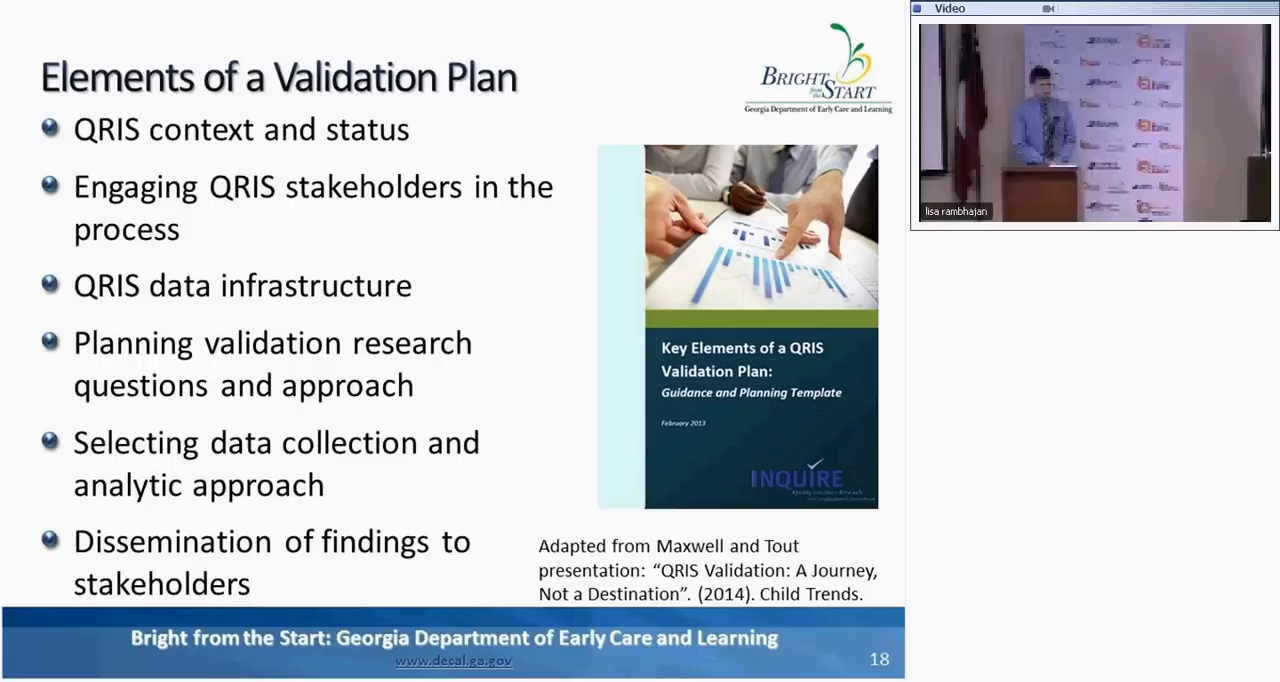 Elements of a Validation Plan
BRIGHT
from the
START
Georgia Department of Early Care and Learning
QRIS context and status
Engaging QRIS stakeholders in the
process
QRIS data infrastructure
Planning validation research
questions and approach
Selecting data collection and
analytic approach
Dissemination of findings to
stakeholders
Key Elements of a QRIS
Validation Plan:
Guidance and Planning Template
February 2013
INQUIRE
Adapted from Maxwell and Tout
presentation: “QRIS Validation: A Journey,
Not a Destination”. (2014). Child Trends.
Bright from the Start: Georgia Department of Early Care and Learning
www.decal.ga.gov
18
Video
lisa rambhajan